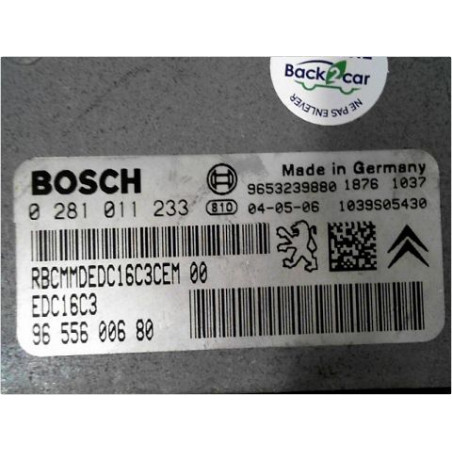 Back2car
NE PAS ENLEVER
BOSCH
Made in Germany
9653239880 1876 1037
0 281 011 233 810 04-05-06 1039S05430
RBCMMDEDC16C3CEM 00
EDC16C3
96 556 006 80